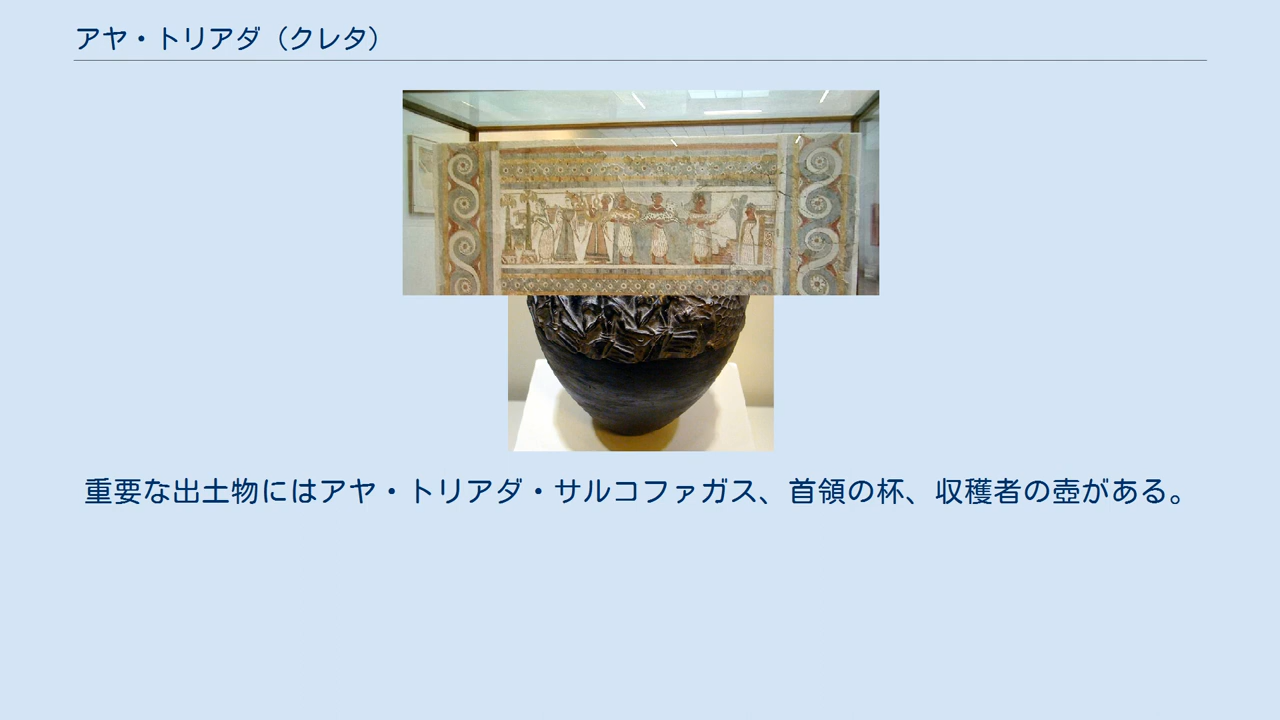 アヤ・トリアダ（クレタ）
重要な出土物にはアヤ・トリアダ・サルコファガス、首領の杯、収穫者の壺がある。